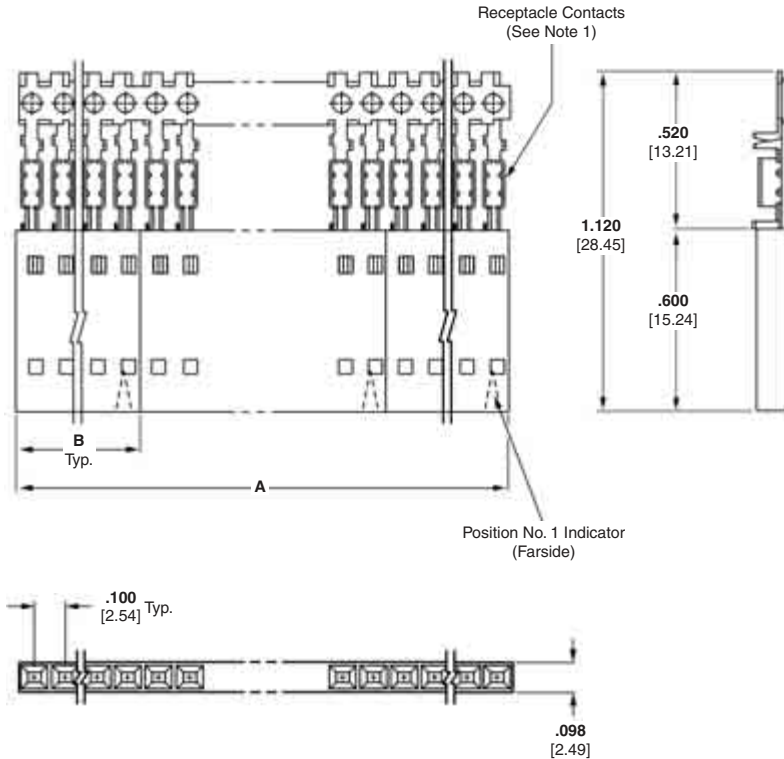 Receptacle Contacts
(See Note 1)
.520
[13.21]
1.120
[28.45]
.600
[15.24]
B
Typ.
A
Position No. 1 Indicator
(Farside)
.100
[2.54] Typ.
.098
[2.49]